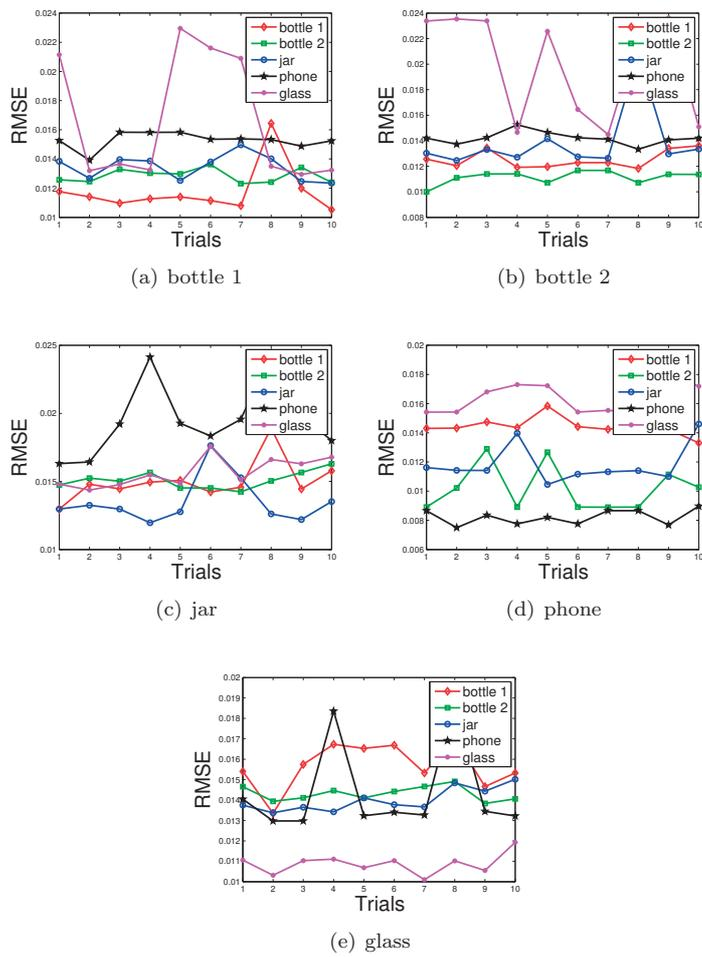 0.024
0.022
0.02
0.018
0.016
0.014
0.012
0.01
RMSE
1 2 3 4 5 6 7 8 9 10
Trials
bottle 1
bottle 2
jar
phone
glass
(a) bottle 1
0.024
0.022
0.02
0.018
0.016
0.014
0.012
0.01
0.008
RMSE
1 2 3 4 5 6 7 8 9 10
Trials
bottle 1
bottle 2
jar
phone
glass
(b) bottle 2
0.025
0.02
0.015
0.01
RMSE
1 2 3 4 5 6 7 8 9 10
Trials
bottle 1
bottle 2
jar
phone
glass
(c) jar
0.02
0.018
0.016
0.014
0.012
0.01
0.008
0.006
RMSE
1 2 3 4 5 6 7 8 9 10
Trials
bottle 1
bottle 2
jar
phone
glass
(d) phone
0.02
0.019
0.018
0.017
0.016
0.015
0.014
0.013
0.012
0.011
0.01
RMSE
1 2 3 4 5 6 7 8 9 10
Trials
bottle 1
bottle 2
jar
phone
glass
(e) glass